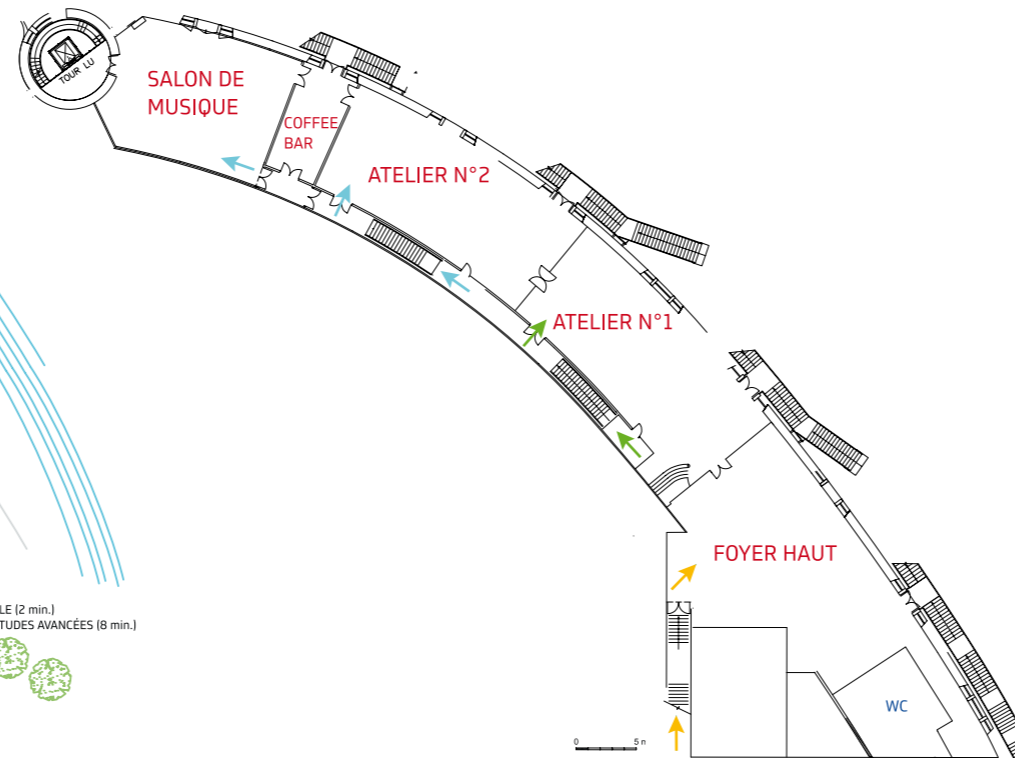 TOUR LU
SALON DE
MUSIQUE
COFFEE
BAR
ATELIER N°2
ATELIER N°1
FOYER HAUT
LE (2 min.)
TUDES AVANCÉES (8 min.)
WC
0 5 n